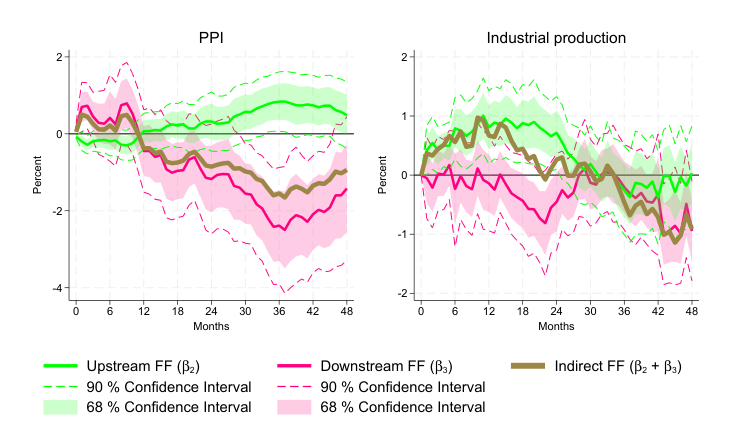 PPI
Industrial production
Percent
2
0
-2
-4
0 6 12 18 24 30 36 42 48
Months
Percent
2
1
0
-1
-2
0 6 12 18 24 30 36 42 48
Months
Upstream FF (β₂)
Downstream FF (β₃)
Indirect FF (β₂ + β₃)
90 % Confidence Interval
90 % Confidence Interval
68 % Confidence Interval
68 % Confidence Interval